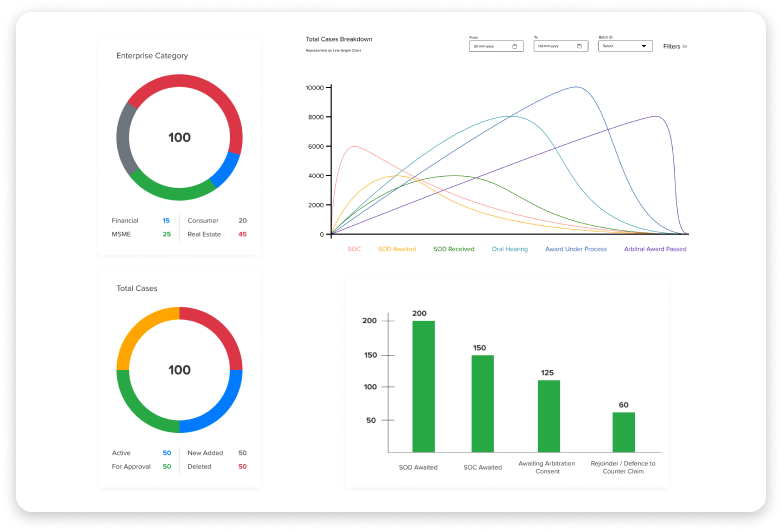 Enterprise Category
100
Financial 15 Consumer 20
MSME 25 Real Estate 45
Total Cases Breakdown
Represented as Line Graph Chart
From
dd-mm-yyyy
To
dd-mm-yyyy
Batch ID
Select
Filters
10000
8000
6000
4000
2000
0
SOC SOD Awaited SOD Received Oral Hearing Award Under Process Arbitral Award Passed
Total Cases
100
Active 50 New Added 50
For Approval 50 Deleted 50
200
150
100
50
200
150
125
60
SOD Awaited
SOC Awaited
Awaiting Arbitration
Consent
Rejoinder / Defence to
Counter Claim